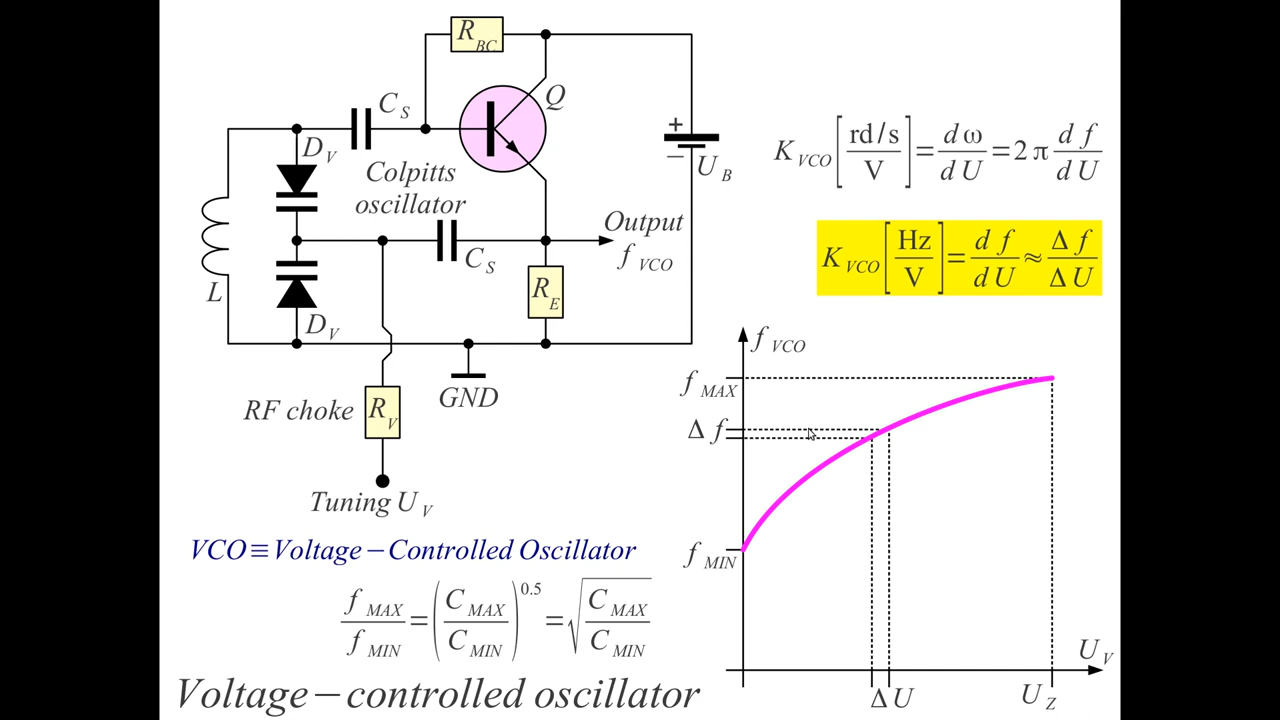 R_BC
Q
C_S
D_V
Colpitts
oscillator
+
−
U_B
Output
f_VCO
C_S
L
R_E
D_V
GND
RF choke
R_V
Tuning U_V
K_VCO[rd/s / V]=dω/dU=2π df/dU
K_VCO[Hz/V]=df/dU≈Δf/ΔU
f_VCO
f_MAX
Δf
f_MIN
U_V
ΔU
U_Z
VCO≡Voltage−Controlled Oscillator
f_MAX/f_MIN=(C_MAX/C_MIN)^0.5=√(C_MAX/C_MIN)
Voltage−controlled oscillator